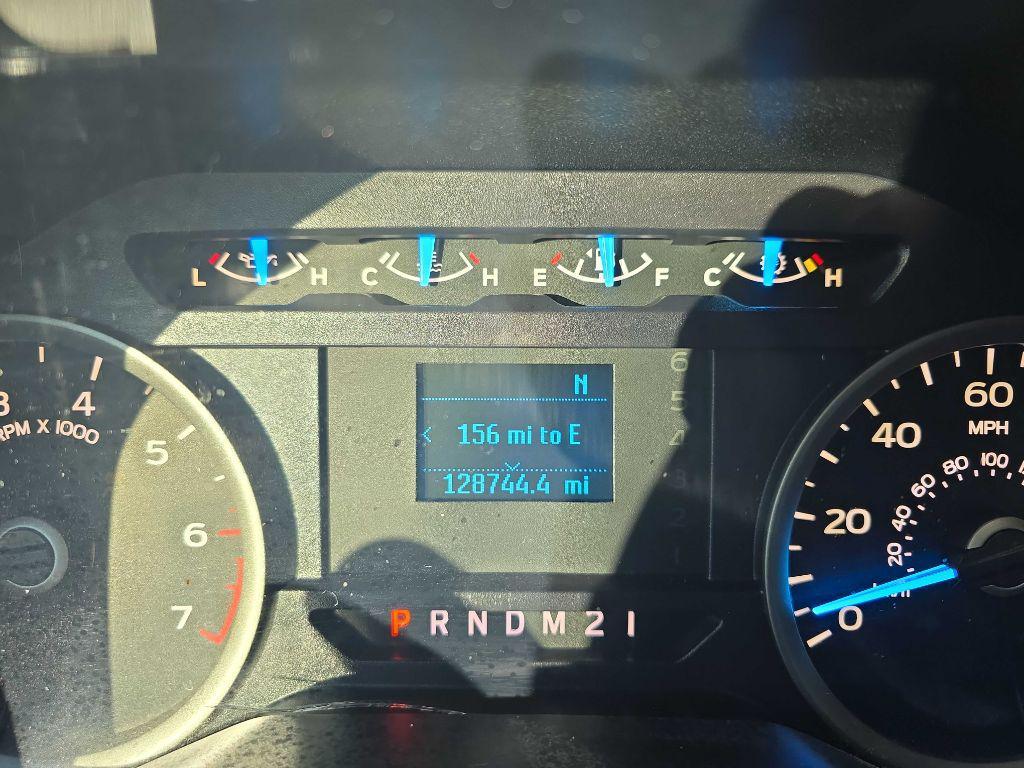 L H C H E F C H
3 4 5 6 7
RPM X 1000
N
< 156 mi to E
128744.4 mi
6
5
4
3
2
1
P R N D M 2 1
0 20 40 60
MPH
20 40 60 80 100